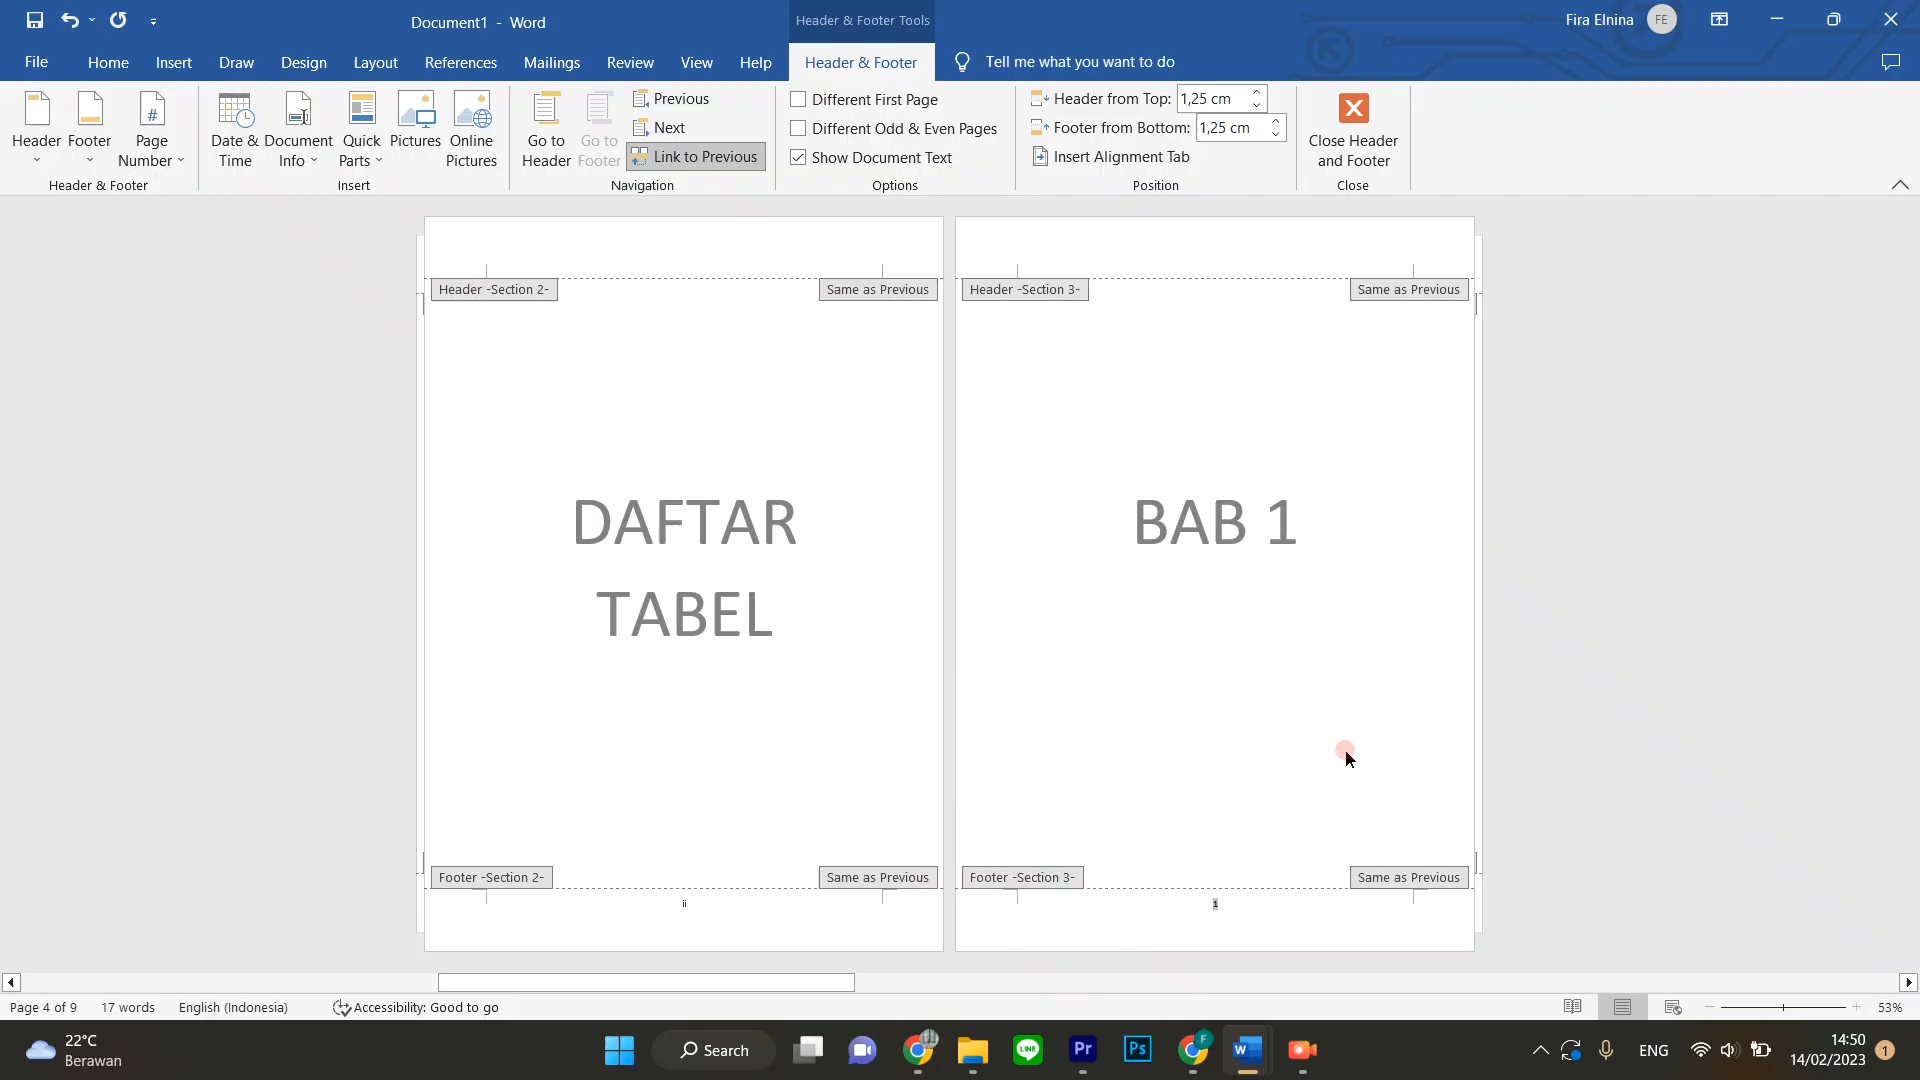 Document1 - Word
Header & Footer Tools
Fira Elnina
FE
File
Home
Insert
Draw
Design
Layout
References
Mailings
Review
View
Help
Header & Footer
Tell me what you want to do
Header
Footer
Page
Number
Header & Footer
Date &
Time
Document
Info
Quick
Parts
Pictures
Online
Pictures
Insert
Go to
Header
Go to
Footer
Previous
Next
Link to Previous
Navigation
Different First Page
Different Odd & Even Pages
Show Document Text
Options
Header from Top: 1,25 cm
Footer from Bottom: 1,25 cm
Insert Alignment Tab
Position
Close Header
and Footer
Close
Header -Section 2-
Same as Previous
DAFTAR
TABEL
Footer -Section 2-
Same as Previous
ii
Header -Section 3-
Same as Previous
BAB 1
Footer -Section 3-
Same as Previous
1
Page 4 of 9
17 words
English (Indonesia)
Accessibility: Good to go
53%
22°C
Berawan
Search
LINE
Pr
Ps
F
W
ENG
14:50
14/02/2023
1